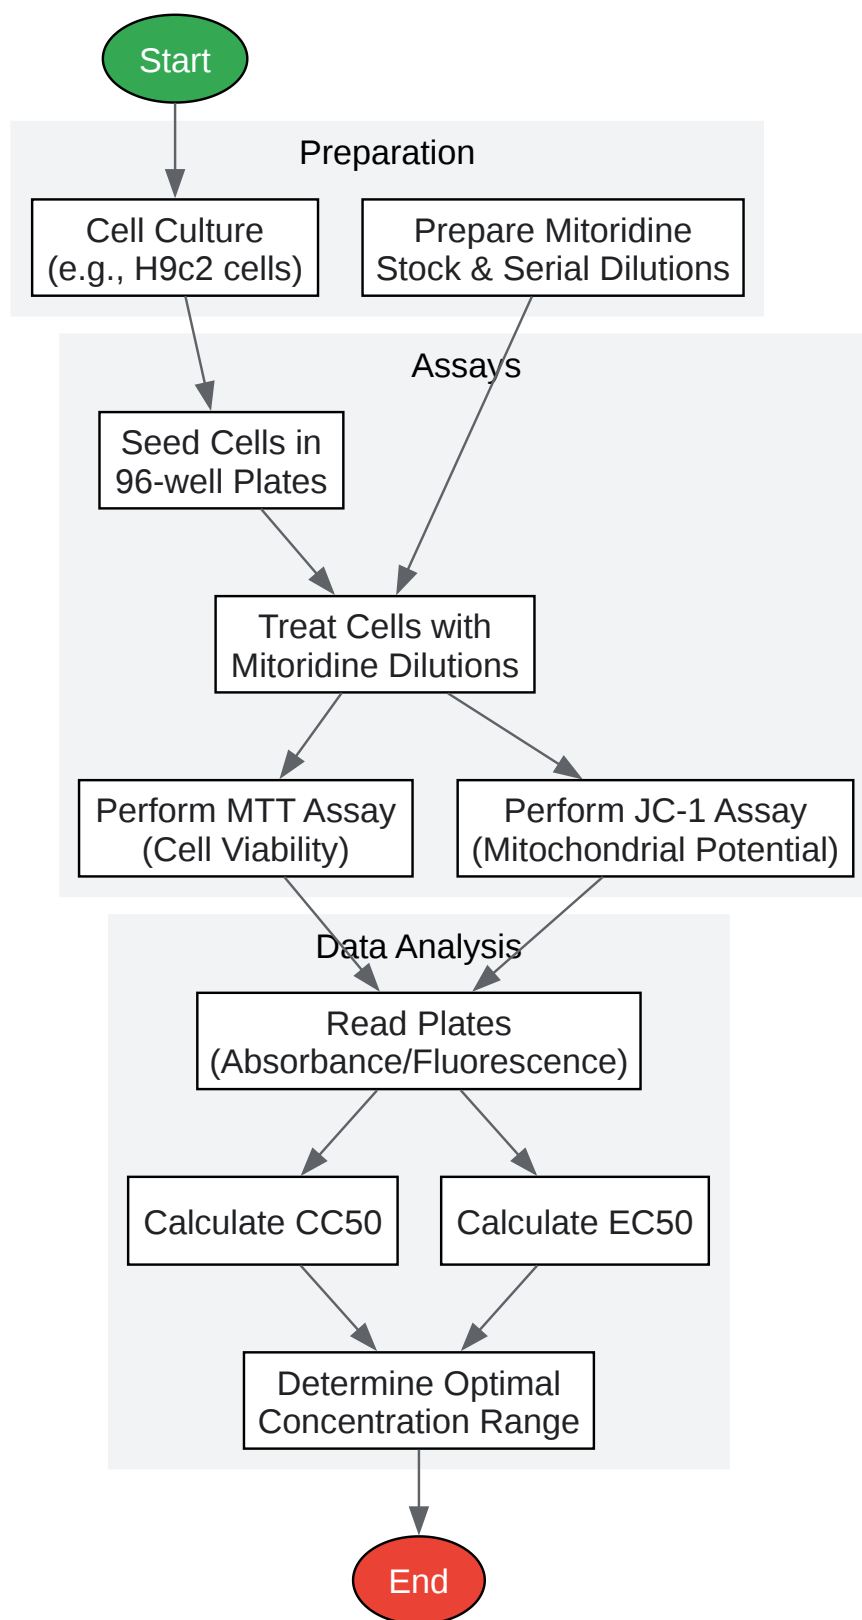 Start
Preparation
Cell Culture
(e.g., H9c2 cells)
Prepare Mitoridine
Stock & Serial Dilutions
Assays
Seed Cells in
96-well Plates
Treat Cells with
Mitoridine Dilutions
Perform MTT Assay
(Cell Viability)
Perform JC-1 Assay
(Mitochondrial Potential)
Data Analysis
Read Plates
(Absorbance/Fluorescence)
Calculate CC50
Calculate EC50
Determine Optimal
Concentration Range
End